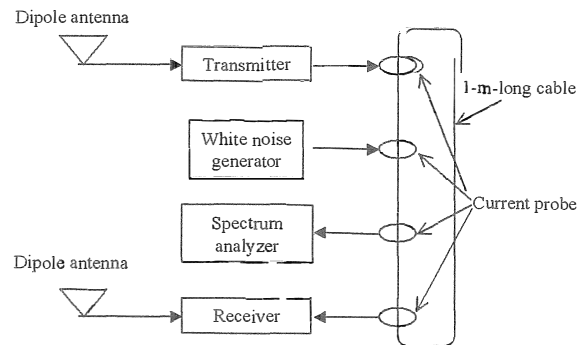 Dipole antenna
Transmitter
1-m-long cable
White noise
generator
Current probe
Spectrum
analyzer
Dipole antenna
Receiver